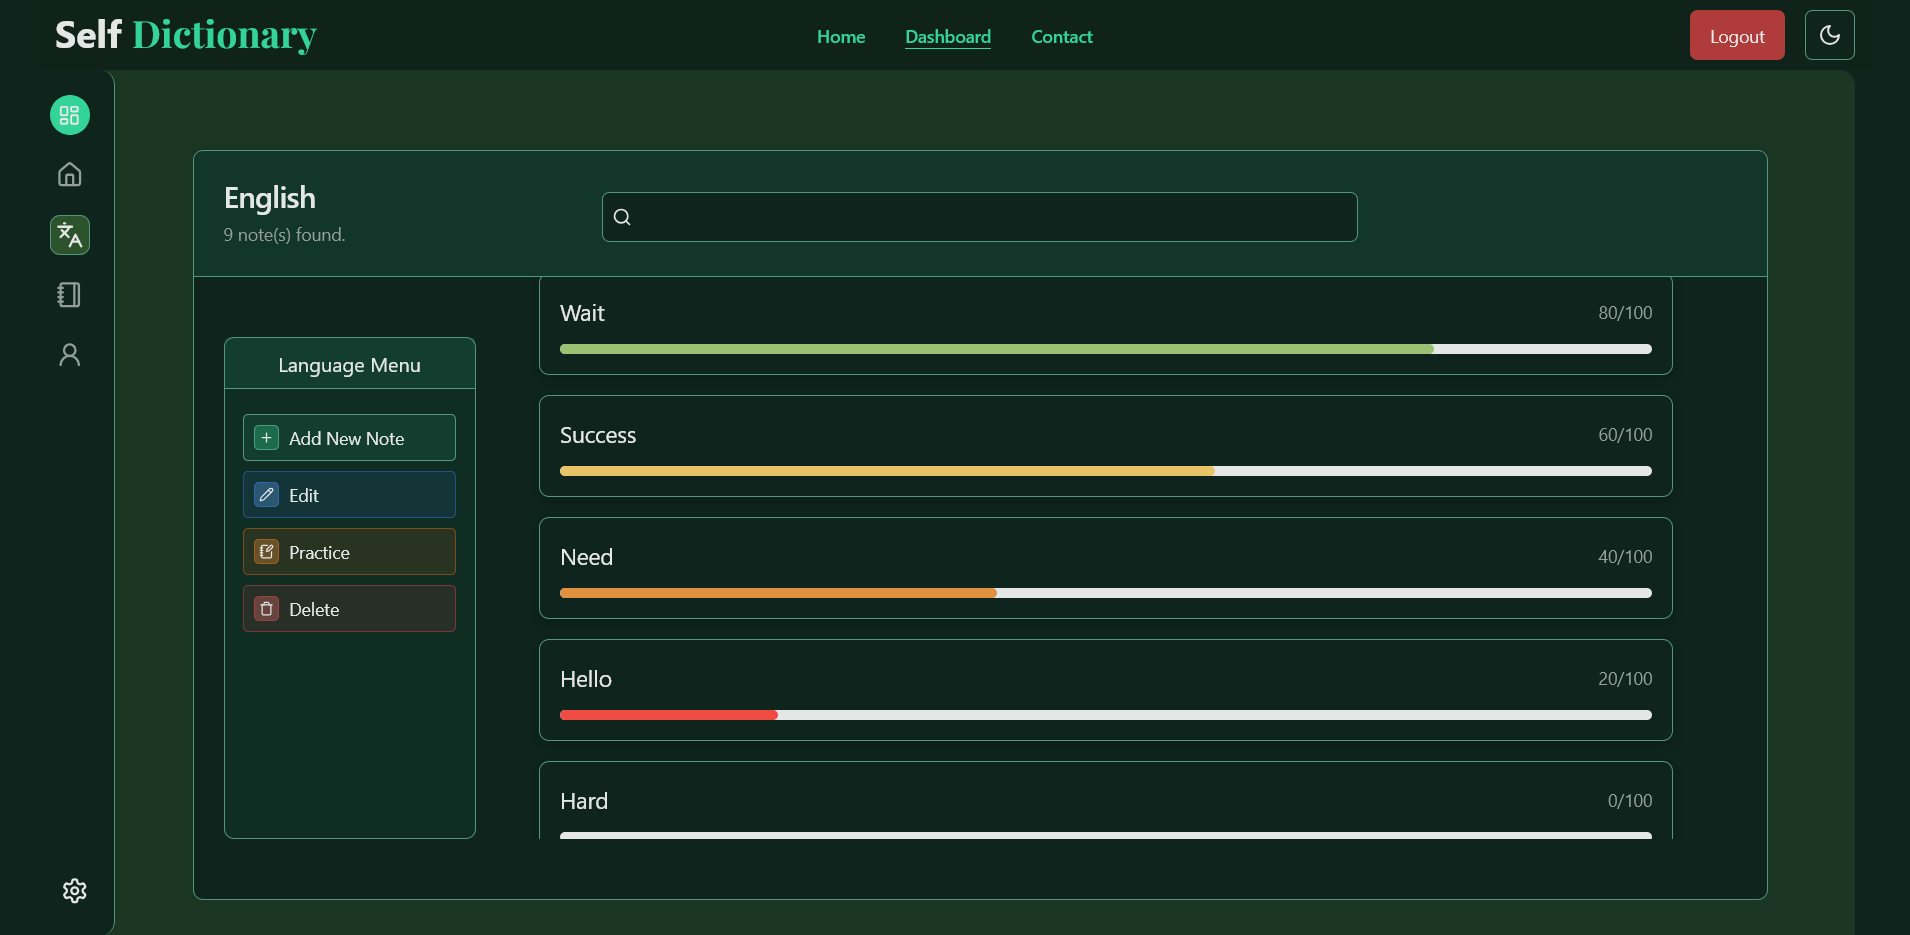 Self Dictionary
Home Dashboard Contact
Logout
English
9 note(s) found.
Language Menu
Add New Note
Edit
Practice
Delete
Wait 80/100
Success 60/100
Need 40/100
Hello 20/100
Hard 0/100